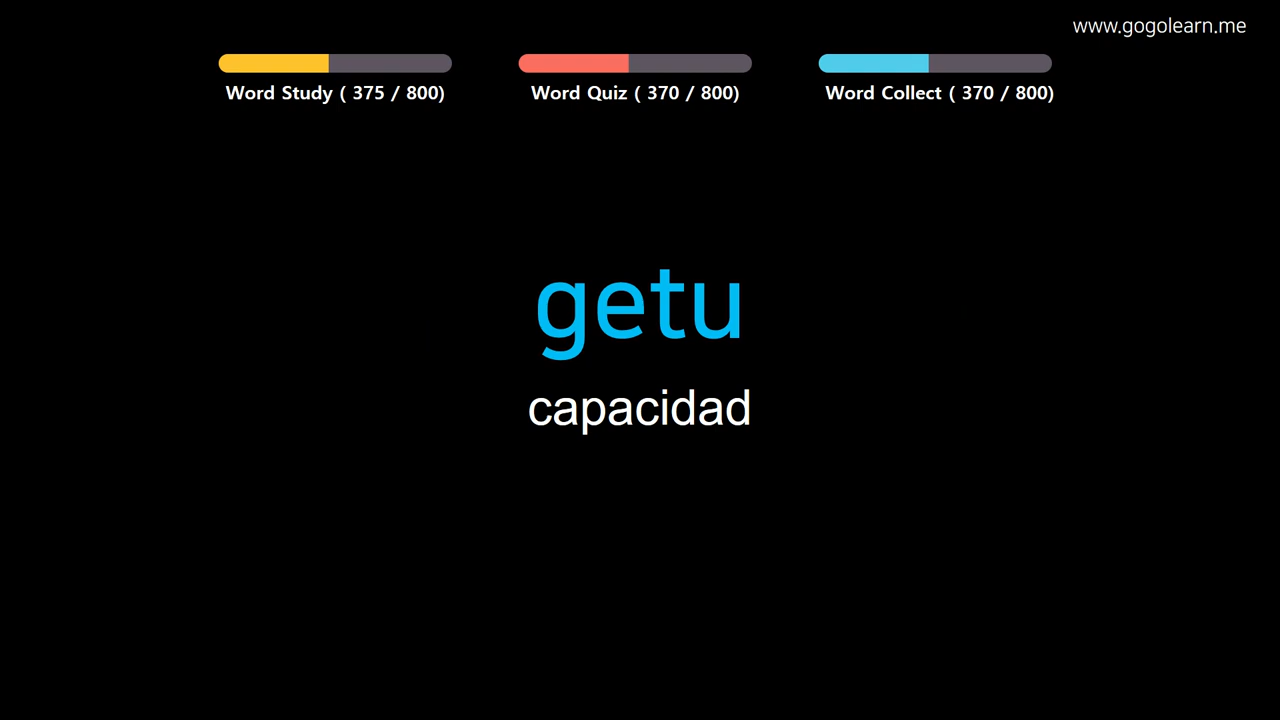 www.gogolearn.me
Word Study ( 375 / 800)
Word Quiz ( 370 / 800)
Word Collect ( 370 / 800)
getu
capacidad